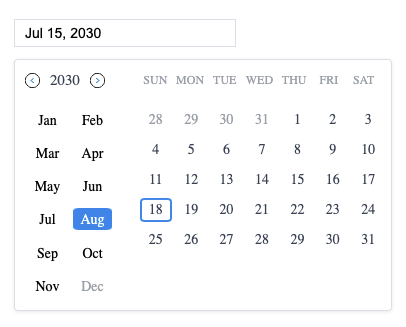 Jul 15, 2030
2030
Jan Feb
Mar Apr
May Jun
Jul Aug
Sep Oct
Nov Dec
SUN MON TUE WED THU FRI SAT
28 29 30 31 1 2 3
4 5 6 7 8 9 10
11 12 13 14 15 16 17
18 19 20 21 22 23 24
25 26 27 28 29 30 31